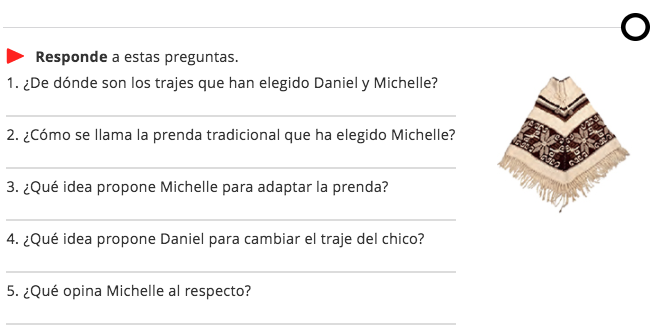 Responde a estas preguntas.
1. ¿De dónde son los trajes que han elegido Daniel y Michelle?
2. ¿Cómo se llama la prenda tradicional que ha elegido Michelle?
3. ¿Qué idea propone Michelle para adaptar la prenda?
4. ¿Qué idea propone Daniel para cambiar el traje del chico?
5. ¿Qué opina Michelle al respecto?